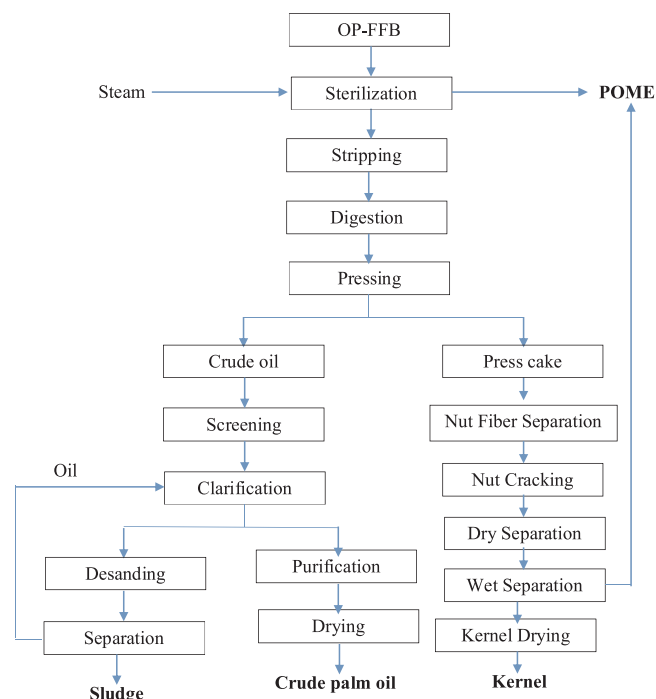 OP-FFB
Steam
Sterilization
POME
Stripping
Digestion
Pressing
Crude oil
Press cake
Screening
Nut Fiber Separation
Oil
Clarification
Nut Cracking
Dry Separation
Desanding
Purification
Wet Separation
Separation
Drying
Kernel Drying
Sludge
Crude palm oil
Kernel